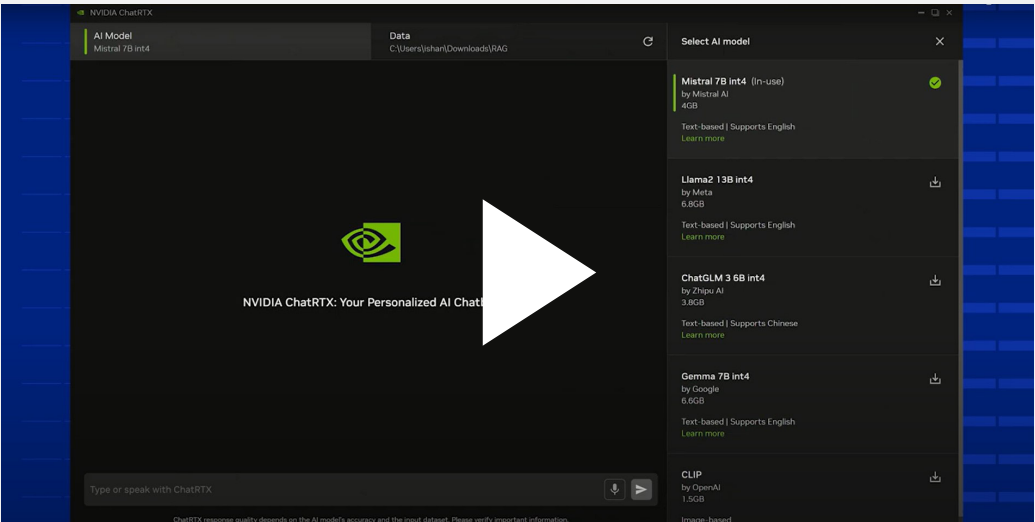 NVIDIA ChatRTX
AI Model
Mistral 7B int4
Data
C:\Users\ishan\Downloads\RAG
Select AI model
Mistral 7B int4 (In-use)
by Mistral AI
4GB
Text-based | Supports English
Learn more
Llama2 13B int4
by Meta
6.8GB
Text-based | Supports English
Learn more
ChatGLM 3 6B int4
by Zhipu AI
3.8GB
Text-based | Supports Chinese
Learn more
Gemma 7B int4
by Google
6.6GB
Text-based | Supports English
Learn more
CLIP
by OpenAI
1.5GB
Image-based
NVIDIA ChatRTX: Your Personalized AI
Type or speak with ChatRTX
ChatRTX response quality depends on the AI model's accuracy and the input dataset. Please verify important information.